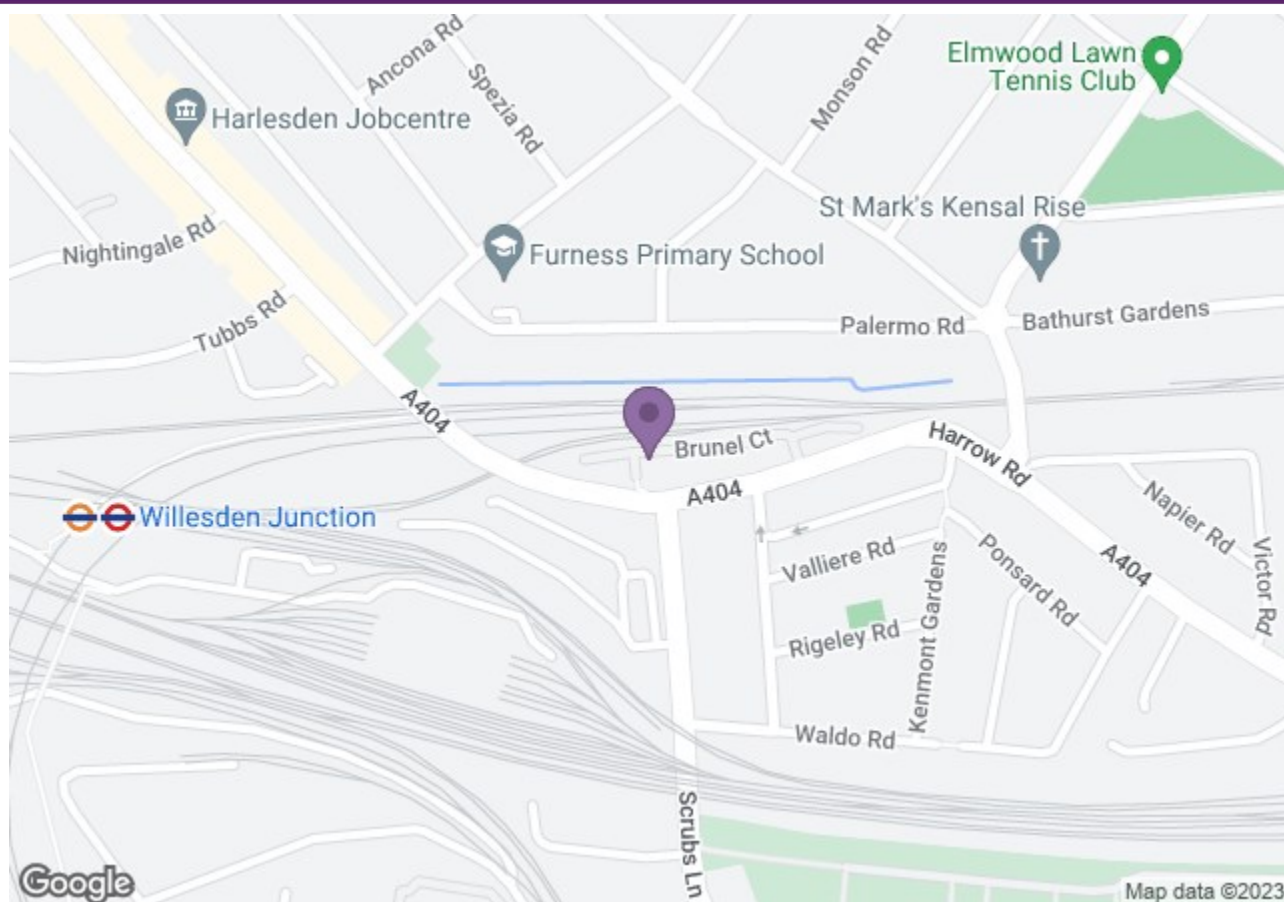 Ancona Rd
Spezia Rd
Monson Rd
Elmwood Lawn
Tennis Club
Harlesden Jobcentre
St Mark's Kensal Rise
Nightingale Rd
Furness Primary School
Tubbs Rd
Palermo Rd
Bathurst Gardens
A404
Brunel Ct
Harrow Rd
A404
Willesden Junction
Napier Rd
Valliere Rd
Ponsard Rd
A404
Victor Rd
Rigeley Rd
Kenmont Gardens
Waldo Rd
Scrubs Ln
Google
Map data ©2023